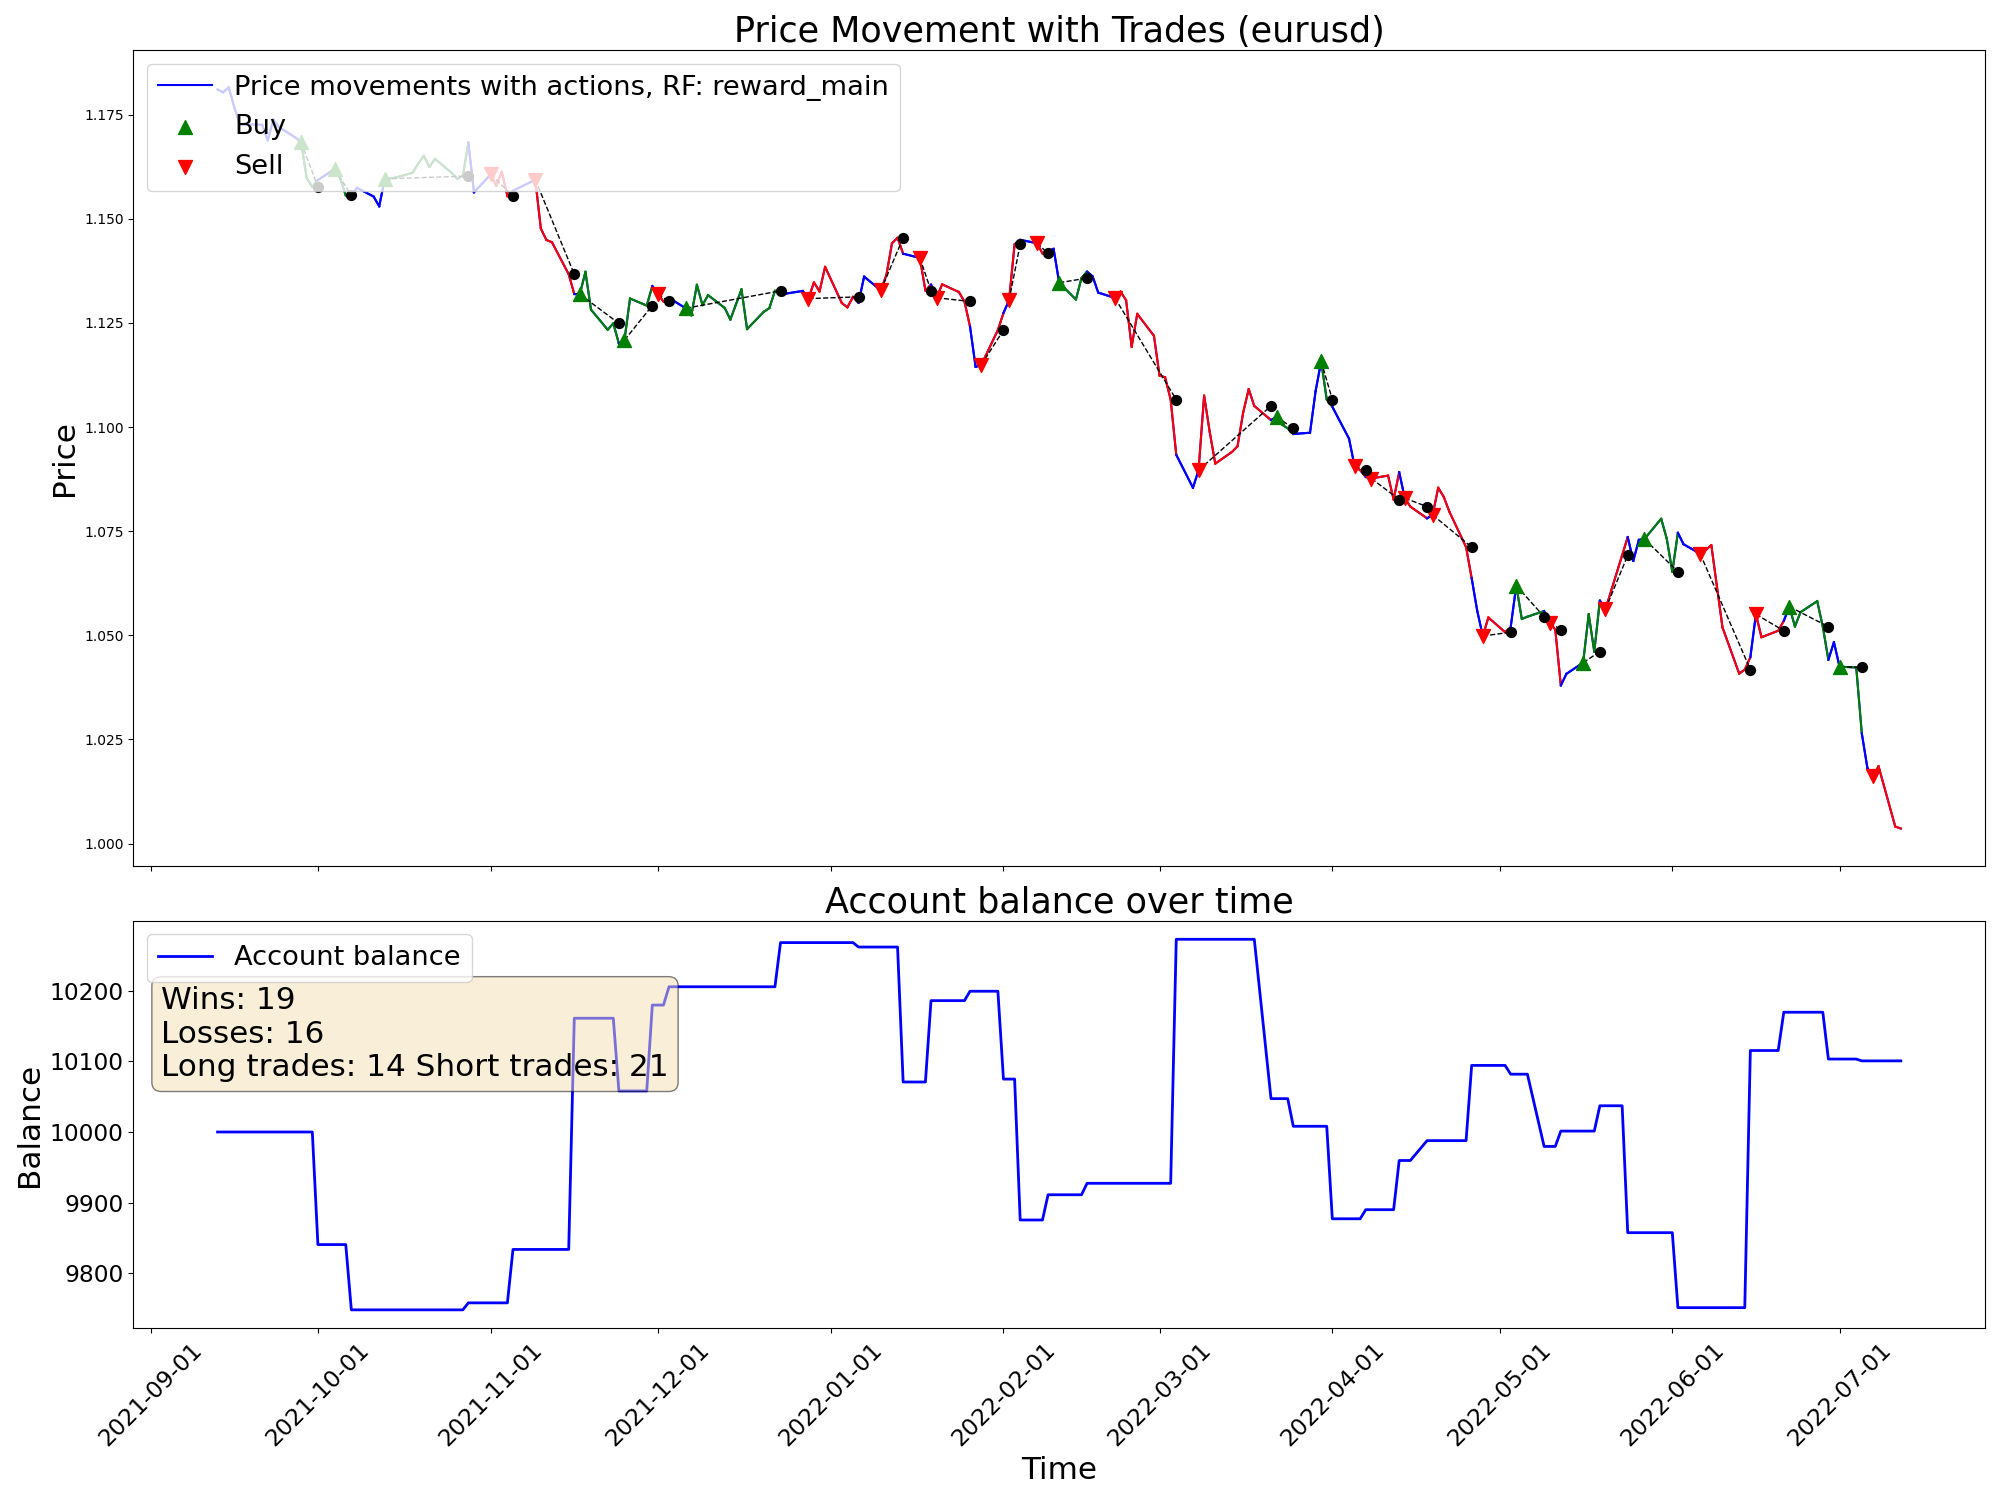 Price Movement with Trades (eurusd)
Price movements with actions, RF: reward_main
Buy
Sell
1.175
1.150
1.125
1.100
1.075
1.050
1.025
1.000
Price
Account balance over time
Account balance
Wins: 19
Losses: 16
Long trades: 14 Short trades: 21
10200
10100
10000
9900
9800
Balance
2021-09-01
2021-10-01
2021-11-01
2021-12-01
2022-01-01
2022-02-01
2022-03-01
2022-04-01
2022-05-01
2022-06-01
2022-07-01
Time